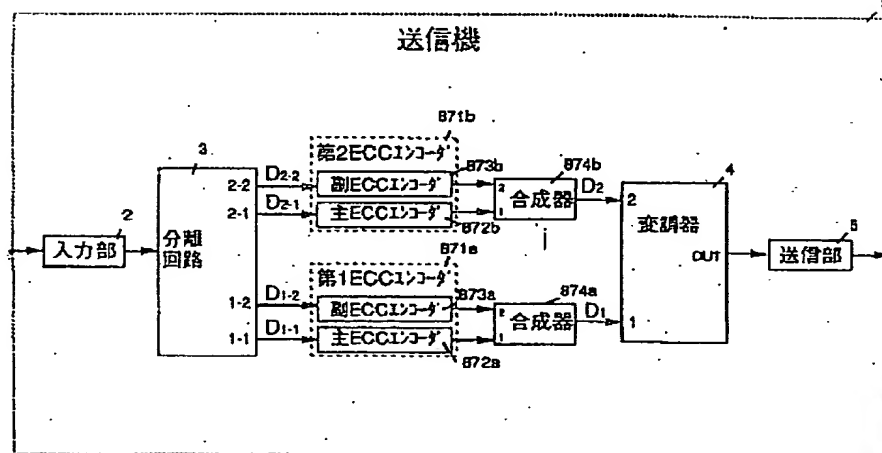 送信機
871b
第2ECCエンコーダ
873b
3
D2-2
副ECCエンコーダ
874b
2-2
2
合成器
D2
4
2-1
D2-1
主ECCエンコーダ
1
2
2
872b
変調器
5
入力部
分離
回路
871a
OUT
送信部
第1ECCエンコーダ
873a
874a
1-2
D1-2
副ECCエンコーダ
2
合成器
D1
1
1-1
D1-1
主ECCエンコーダ
1
872a